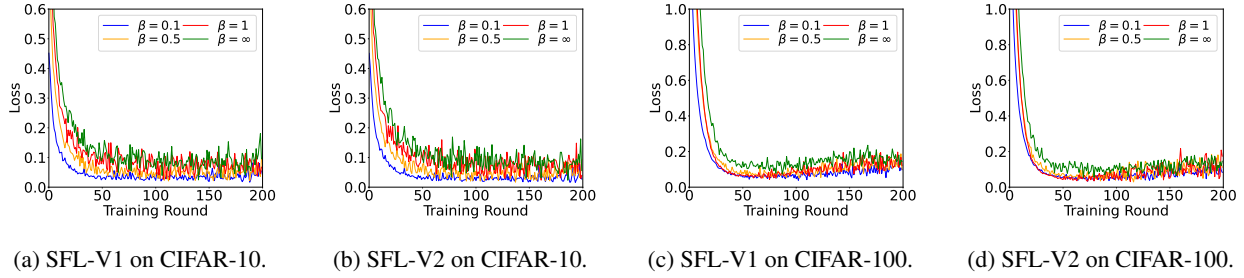 0.6
0.5
0.4
0.3
0.2
0.1
0.0
Loss
β = 0.1
β = 0.5
β = 1
β = ∞
0 50 100 150 200
Training Round
(a) SFL-V1 on CIFAR-10.
0.6
0.5
0.4
0.3
0.2
0.1
0.0
Loss
β = 0.1
β = 0.5
β = 1
β = ∞
0 50 100 150 200
Training Round
(b) SFL-V2 on CIFAR-10.
1.0
0.8
0.6
0.4
0.2
0.0
Loss
β = 0.1
β = 0.5
β = 1
β = ∞
0 50 100 150 200
Training Round
(c) SFL-V1 on CIFAR-100.
1.0
0.8
0.6
0.4
0.2
0.0
Loss
β = 0.1
β = 0.5
β = 1
β = ∞
0 50 100 150 200
Training Round
(d) SFL-V2 on CIFAR-100.